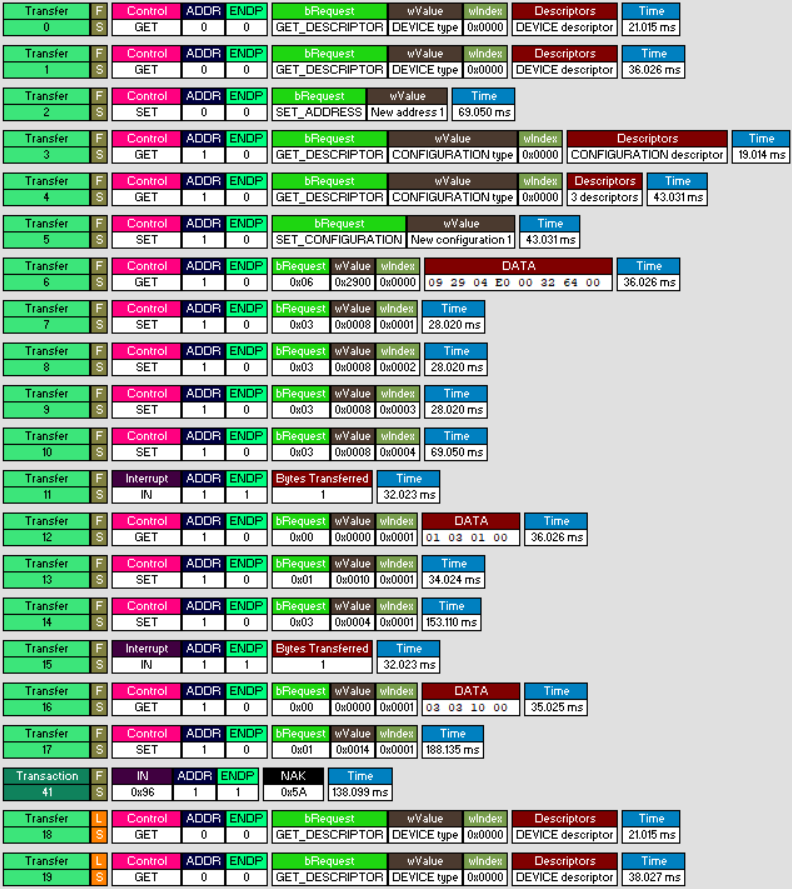 Transfer F Control ADDR ENDP bRequest wValue wIndex Descriptors Time
0 S GET 0 0 GET_DESCRIPTOR DEVICE type 0x0000 DEVICE descriptor 21.015 ms
Transfer F Control ADDR ENDP bRequest wValue wIndex Descriptors Time
1 S GET 0 0 GET_DESCRIPTOR DEVICE type 0x0000 DEVICE descriptor 36.026 ms
Transfer F Control ADDR ENDP bRequest wValue Time
2 S SET 0 0 SET_ADDRESS New address 1 69.050 ms
Transfer F Control ADDR ENDP bRequest wValue wIndex Descriptors Time
3 S GET 1 0 GET_DESCRIPTOR CONFIGURATION type 0x0000 CONFIGURATION descriptor 19.014 ms
Transfer F Control ADDR ENDP bRequest wValue wIndex Descriptors Time
4 S GET 1 0 GET_DESCRIPTOR CONFIGURATION type 0x0000 3 descriptors 43.031 ms
Transfer F Control ADDR ENDP bRequest wValue Time
5 S SET 1 0 SET_CONFIGURATION New configuration 1 43.031 ms
Transfer F Control ADDR ENDP bRequest wValue wIndex DATA Time
6 S GET 1 0 0x06 0x2900 0x0000 09 29 04 E0 00 32 64 00 36.026 ms
Transfer F Control ADDR ENDP bRequest wValue wIndex Time
7 S SET 1 0 0x03 0x0008 0x0001 28.020 ms
Transfer F Control ADDR ENDP bRequest wValue wIndex Time
8 S SET 1 0 0x03 0x0008 0x0002 28.020 ms
Transfer F Control ADDR ENDP bRequest wValue wIndex Time
9 S SET 1 0 0x03 0x0008 0x0003 28.020 ms
Transfer F Control ADDR ENDP bRequest wValue wIndex Time
10 S SET 1 0 0x03 0x0008 0x0004 69.050 ms
Transfer F Interrupt ADDR ENDP Bytes Transferred Time
11 S IN 1 1 1 32.023 ms
Transfer F Control ADDR ENDP bRequest wValue wIndex DATA Time
12 S GET 1 0 0x00 0x0000 0x0001 01 03 01 00 36.026 ms
Transfer F Control ADDR ENDP bRequest wValue wIndex Time
13 S SET 1 0 0x01 0x0010 0x0001 34.024 ms
Transfer F Control ADDR ENDP bRequest wValue wIndex Time
14 S SET 1 0 0x03 0x0004 0x0001 153.110 ms
Transfer F Interrupt ADDR ENDP Bytes Transferred Time
15 S IN 1 1 1 32.023 ms
Transfer F Control ADDR ENDP bRequest wValue wIndex DATA Time
16 S GET 1 0 0x00 0x0000 0x0001 03 03 10 00 35.025 ms
Transfer F Control ADDR ENDP bRequest wValue wIndex Time
17 S SET 1 0 0x01 0x0014 0x0001 188.135 ms
Transaction F IN ADDR ENDP NAK Time
41 S 0x96 1 1 0x5A 138.099 ms
Transfer L Control ADDR ENDP bRequest wValue wIndex Descriptors Time
18 S GET 0 0 GET_DESCRIPTOR DEVICE type 0x0000 DEVICE descriptor 21.015 ms
Transfer L Control ADDR ENDP bRequest wValue wIndex Descriptors Time
19 S GET 0 0 GET_DESCRIPTOR DEVICE type 0x0000 DEVICE descriptor 38.027 ms